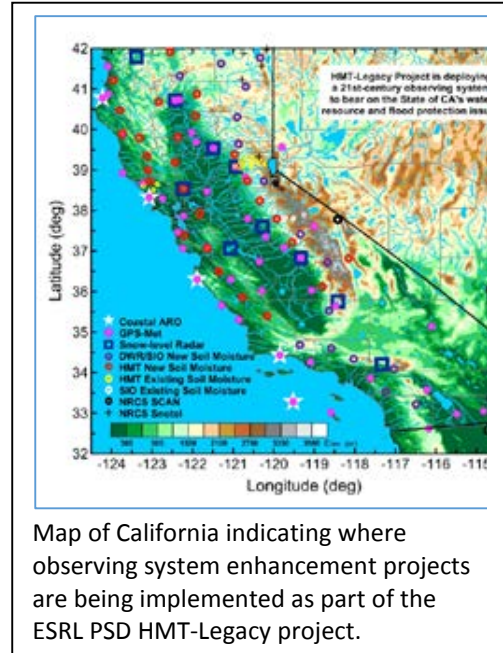 HMT-Legacy Project is deploying
a 21st-century observing system
to bear on the State of CA's water
resource and flood protection issu
42
41
40
39
38
37
36
35
34
33
32
Latitude (deg)
Coastal ARO
GPS-Met
Snow-level Radar
DWR/SIO New Soil Moisture
HMT New Soil Moisture
HMT Existing Soil Moisture
SIO Existing Soil Moisture
NRCS SCAN
NRCS Snotel
-124 -123 -122 -121 -120 -119 -118 -117 -116 -115
Longitude (deg)
Map of California indicating where
observing system enhancement projects
are being implemented as part of the
ESRL PSD HMT-Legacy project.